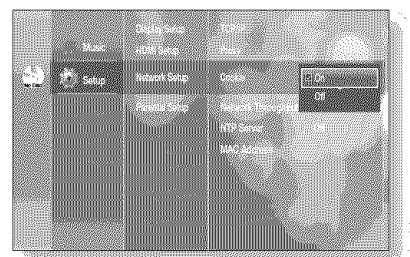 Display Setup
TCP/IP
Music
HDMI Setup
Proxy
Setup
Network Setup
Cookie
On
Off
Parental Setup
Network Throughput
NTP Server
Off
MAC Address